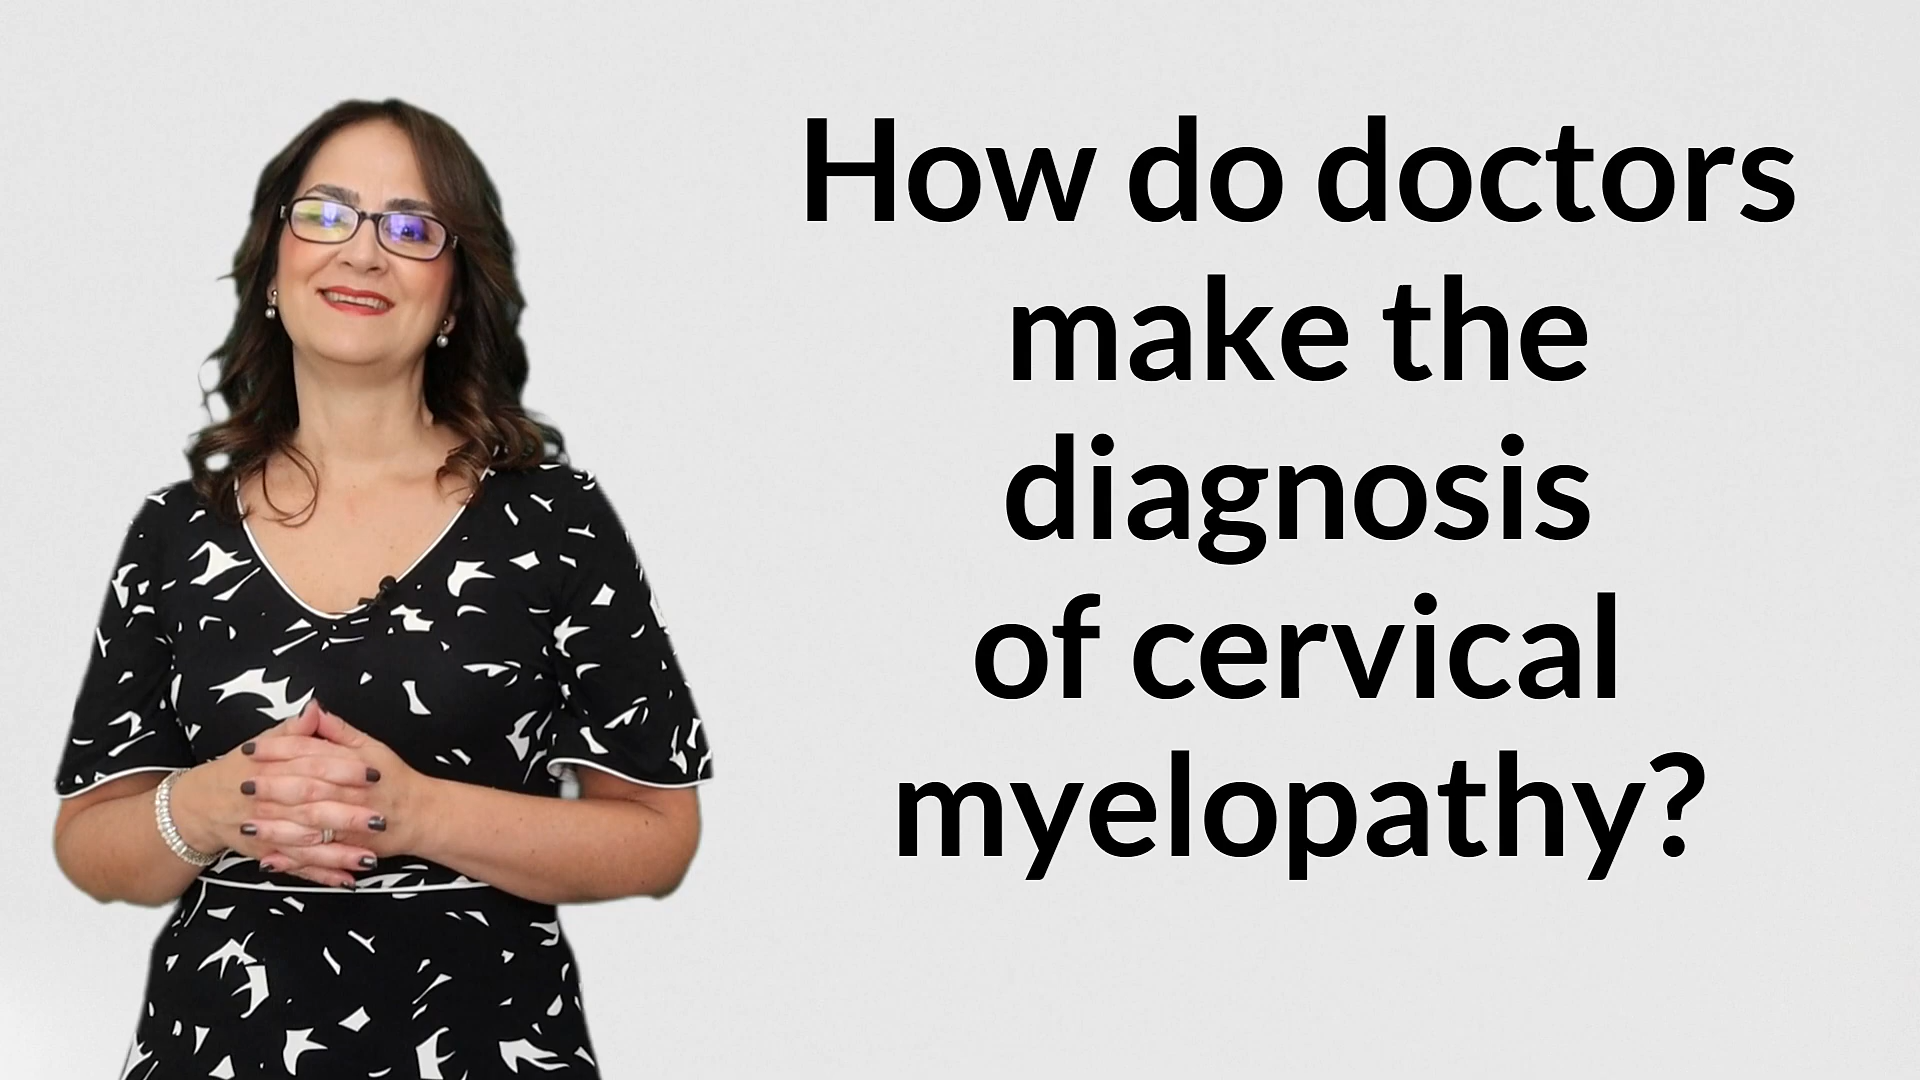 How do doctors
make the
diagnosis
of cervical
myelopathy?